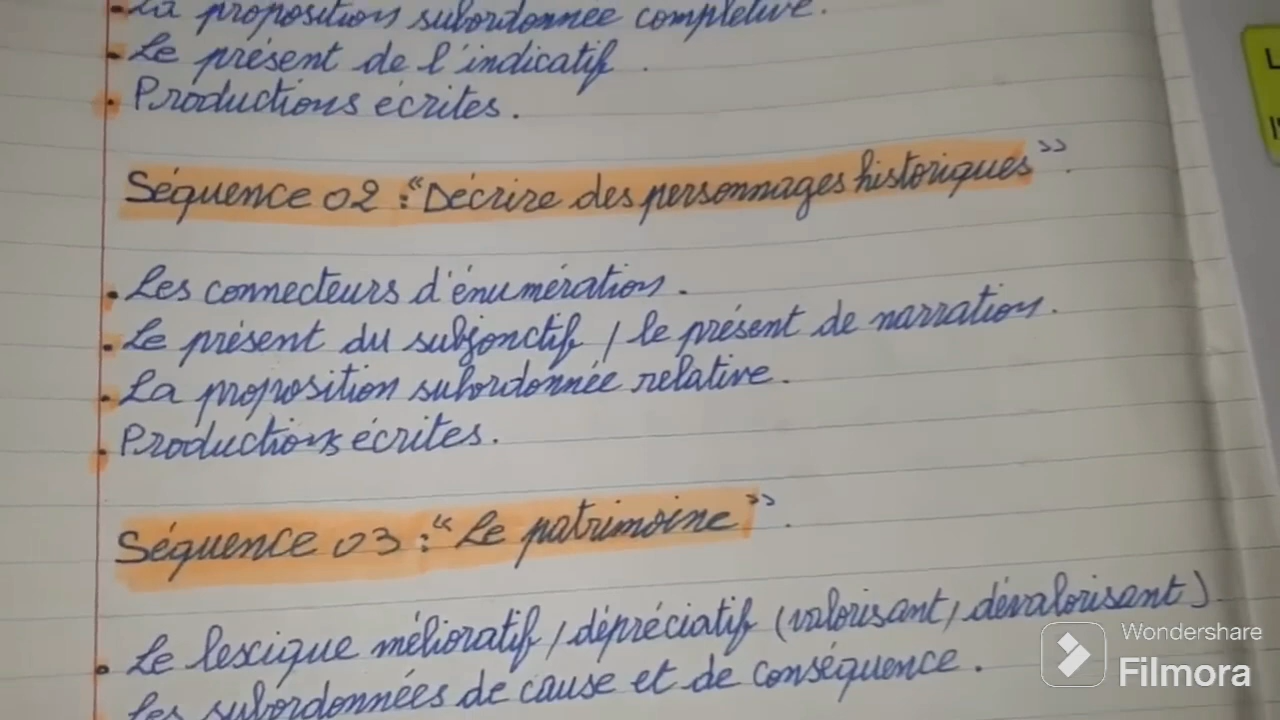 La proposition subordonnée complétive.
Le présent de l'indicatif.
Productions écrites.
Séquence 02 : "Décrire des personnages historiques".
Les connecteurs d'énumération.
Le présent du subjonctif / le présent de narration.
La proposition subordonnée relative.
Productions écrites.
Séquence 03 : "Le patrimoine".
Le lexique mélioratif / dépréciatif (valorisant, dévalorisant)
Les subordonnées de cause et de conséquence.
Wondershare
Filmora